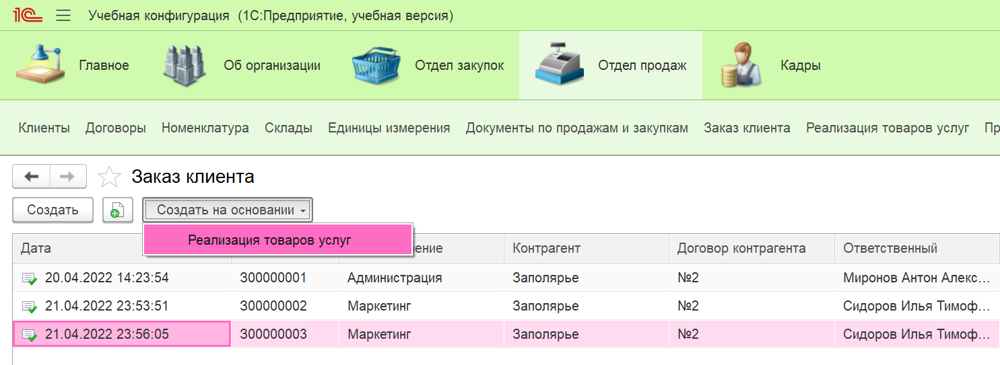 1С Учебная конфигурация (1С:Предприятие, учебная версия)
Главное Об организации Отдел закупок Отдел продаж Кадры
Клиенты Договоры Номенклатура Склады Единицы измерения Документы по продажам и закупкам Заказ клиента Реализация товаров услуг Пр
Заказ клиента
Создать Создать на основании
Реализация товаров услуг
Дата ение Контрагент Договор контрагента Ответственный
20.04.2022 14:23:54 300000001 Администрация Заполярье №2 Миронов Антон Алекс...
21.04.2022 23:53:51 300000002 Маркетинг Заполярье №2 Сидоров Илья Тимоф...
21.04.2022 23:56:05 300000003 Маркетинг Заполярье №2 Сидоров Илья Тимоф...